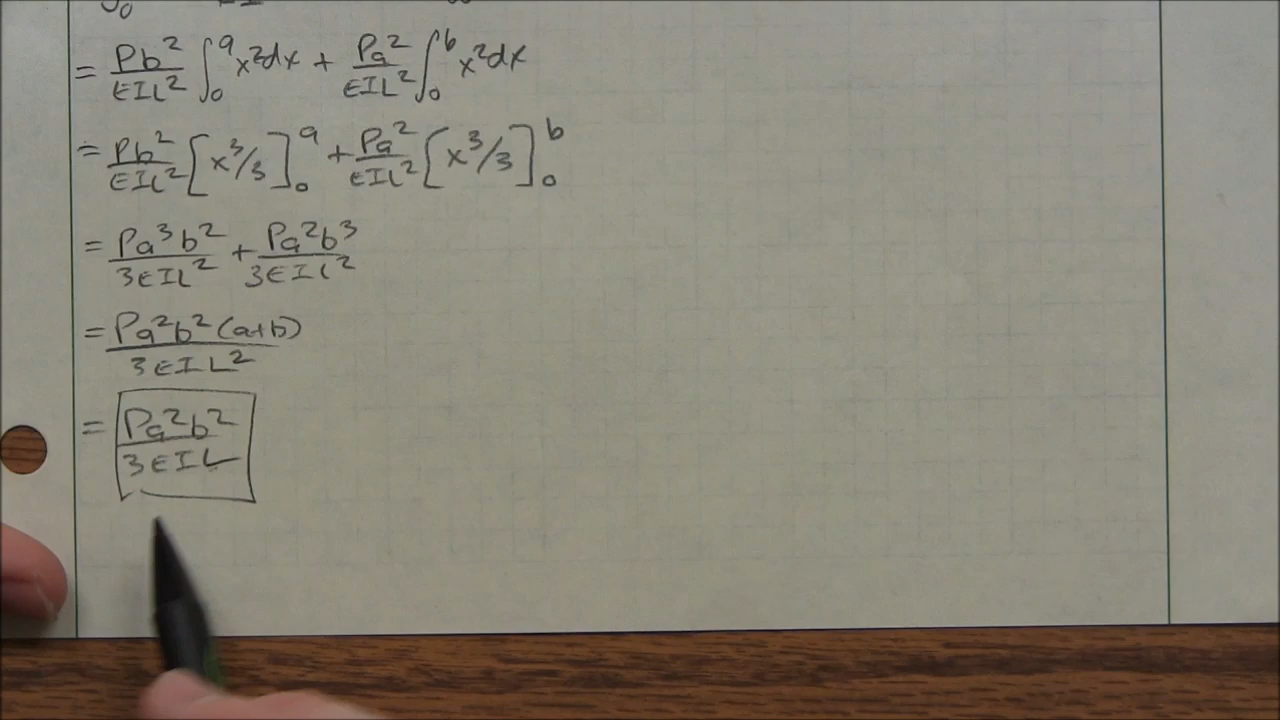 = Pb²/EIL² ∫₀ᵃ x²dx + Pa²/EIL² ∫₀ᵇ x²dx
= Pb²/EIL² [x³/3]₀ᵃ + Pa²/EIL² [x³/3]₀ᵇ
= Pa³b²/3EIL² + Pa²b³/3EIL²
= Pa²b²(a+b)/3EIL²
= Pa²b²/3EIL